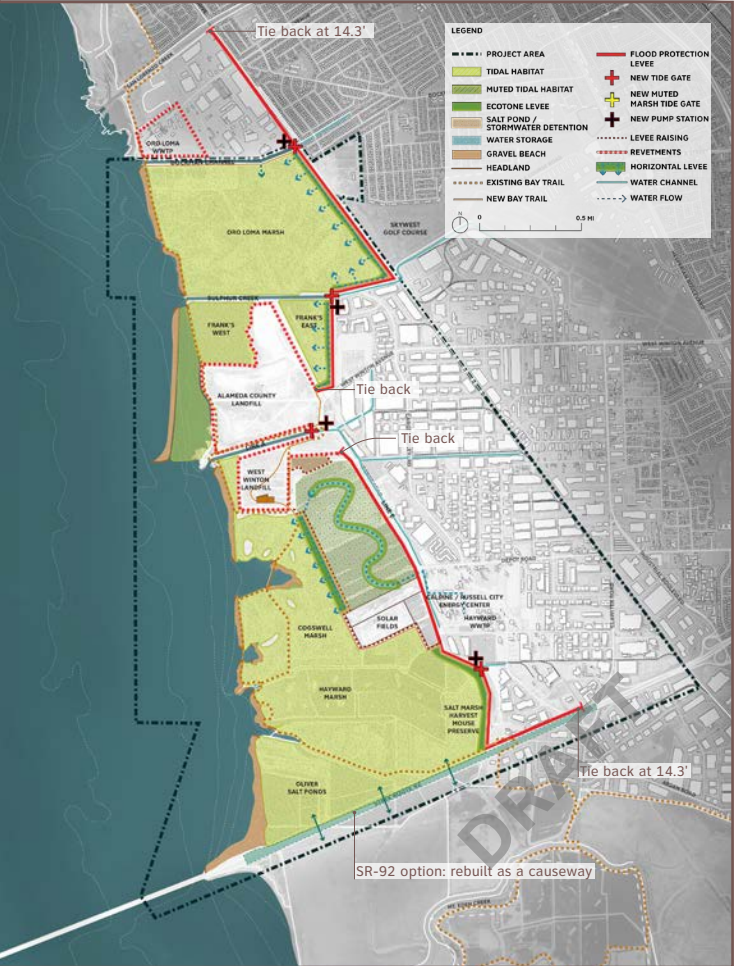 Tie back at 14.3'
LEGEND
PROJECT AREA
TIDAL HABITAT
MUTED TIDAL HABITAT
ECOTONE LEVEE
SALT POND /
STORMWATER DETENTION
WATER STORAGE
GRAVEL BEACH
HEADLAND
EXISTING BAY TRAIL
NEW BAY TRAIL
FLOOD PROTECTION
LEVEE
NEW TIDE GATE
NEW MUTED
MARSH TIDE GATE
NEW PUMP STATION
LEVEE RAISING
REVETMENTS
HORIZONTAL LEVEE
WATER CHANNEL
WATER FLOW
N
0
0.5 MI
ORO LOMA
WWTP
ORO LOMA MARSH
SKYWEST
GOLF COURSE
SULPHUR CREEK
FRANK'S
WEST
FRANK'S
EAST
WEST WINTON AVENUE
WEST WINTON AVENUE
ALAMEDA COUNTY
LANDFILL
Tie back
Tie back
WEST
WINTON
LANDFILL
DEPOT ROAD
RUSSELL CITY
ENERGY CENTER
HAYWARD
WWTP
SOLAR
FIELDS
COGSWELL
MARSH
HAYWARD
MARSH
SALT MARSH
HARVEST
MOUSE
PRESERVE
OLIVER
SALT PONDS
Tie back at 14.3'
SR-92 option: rebuilt as a causeway
MT. EDEN CREEK
DRAFT